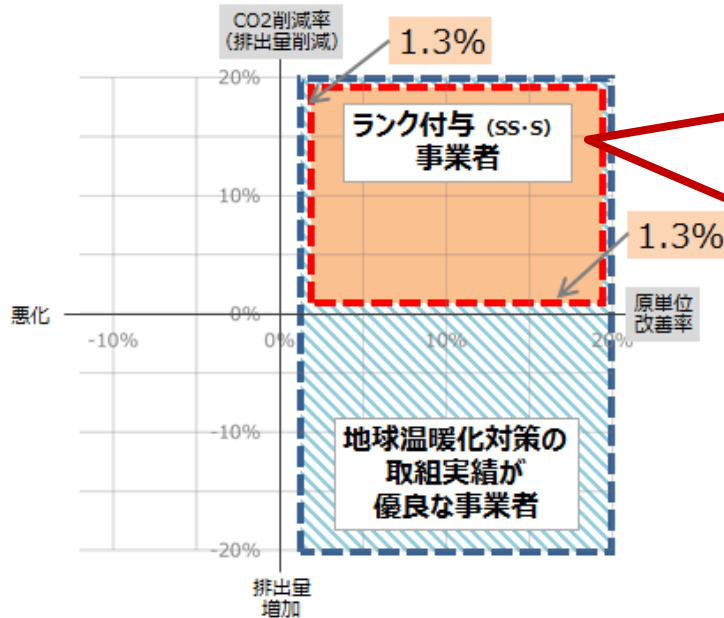 CO2削減率
（排出量削減）
1.3%
20%
ランク付与（SS･S）
事業者
10%
1.3%
悪化
0%
原単位
改善率
-10%
0%
10%
20%
-10%
地球温暖化対策の
取組実績が
優良な事業者
-20%
排出量
増加